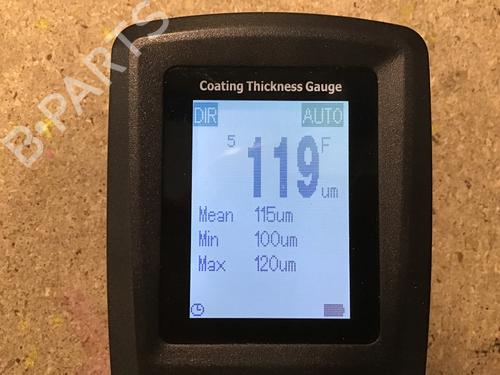 B-PARTS
Coating Thickness Gauge
DIR AUTO
5 119 F um
Mean 115um
Min 100um
Max 120um